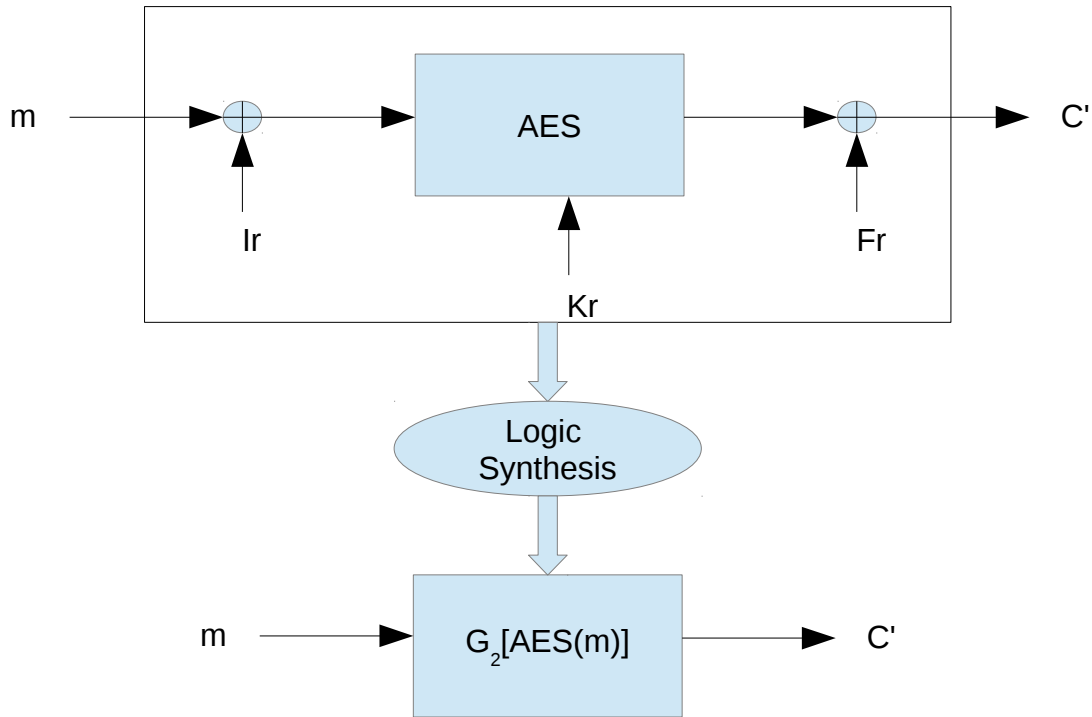 m
AES
C'
Ir
Fr
Kr
Logic
Synthesis
m
G₂[AES(m)]
C'